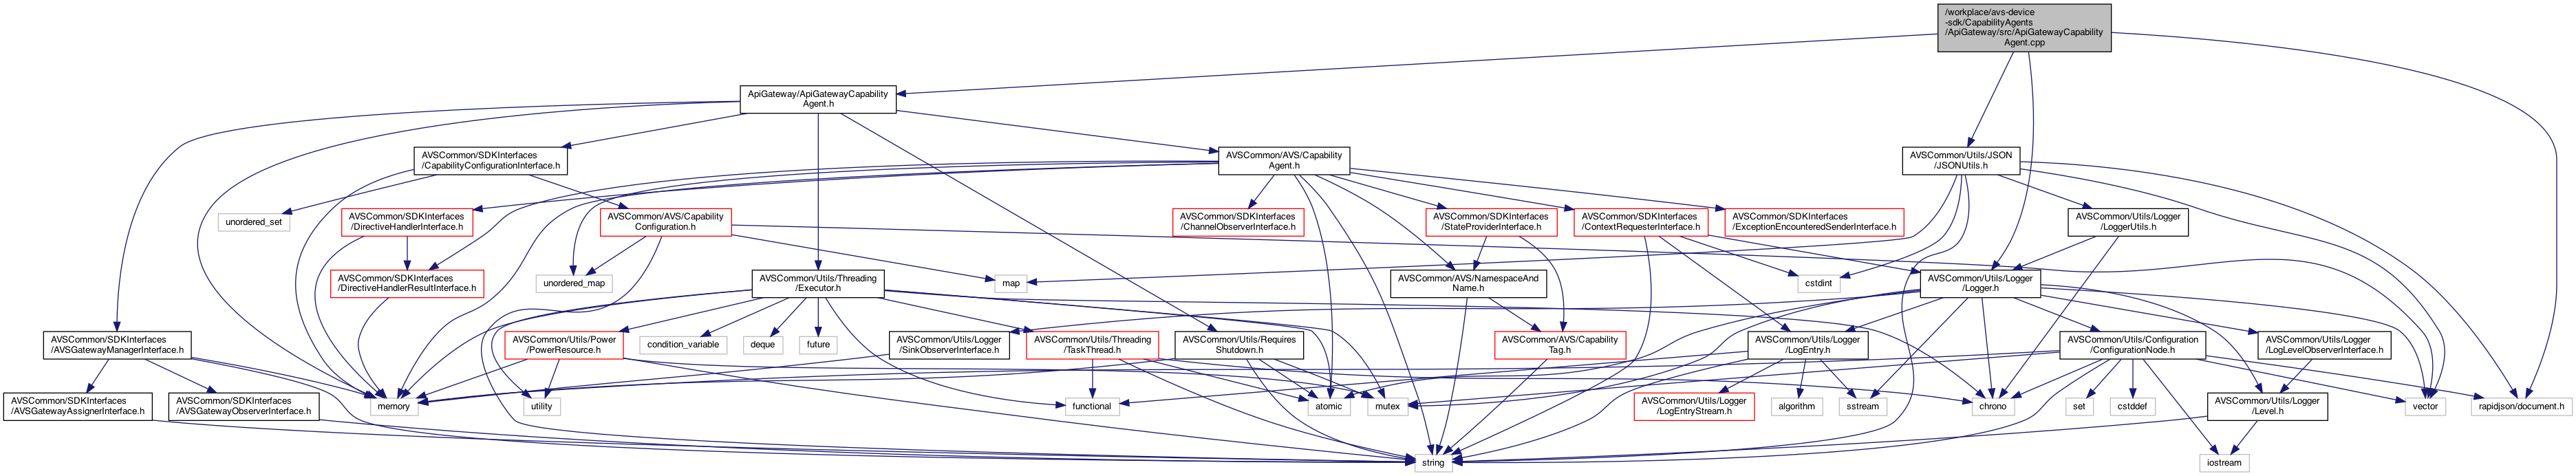 /workplace/avs-device
-sdk/CapabilityAgents
/ApiGateway/src/ApiGatewayCapability
Agent.cpp
ApiGateway/ApiGatewayCapability
Agent.h
AVSCommon/SDKInterfaces
/CapabilityConfigurationInterface.h
AVSCommon/AVS/Capability
Agent.h
AVSCommon/Utils/JSON
/JSONUtils.h
unordered_set
AVSCommon/SDKInterfaces
/DirectiveHandlerInterface.h
AVSCommon/AVS/Capability
Configuration.h
AVSCommon/SDKInterfaces
/ChannelObserverInterface.h
AVSCommon/SDKInterfaces
/StateProviderInterface.h
AVSCommon/SDKInterfaces
/ContextRequesterInterface.h
AVSCommon/SDKInterfaces
/ExceptionEncounteredSenderInterface.h
AVSCommon/Utils/Logger
/LoggerUtils.h
AVSCommon/SDKInterfaces
/DirectiveHandlerResultInterface.h
unordered_map
AVSCommon/Utils/Threading
/Executor.h
map
AVSCommon/AVS/NamespaceAnd
Name.h
cstdint
AVSCommon/Utils/Logger
/Logger.h
AVSCommon/SDKInterfaces
/AVSGatewayManagerInterface.h
AVSCommon/Utils/Power
/PowerResource.h
condition_variable
deque
future
AVSCommon/Utils/Logger
/SinkObserverInterface.h
AVSCommon/Utils/Threading
/TaskThread.h
AVSCommon/Utils/Requires
Shutdown.h
AVSCommon/AVS/Capability
Tag.h
AVSCommon/Utils/Logger
/LogEntry.h
AVSCommon/Utils/Configuration
/ConfigurationNode.h
AVSCommon/Utils/Logger
/LogLevelObserverInterface.h
AVSCommon/SDKInterfaces
/AVSGatewayAssignerInterface.h
AVSCommon/SDKInterfaces
/AVSGatewayObserverInterface.h
memory
utility
functional
atomic
mutex
AVSCommon/Utils/Logger
/LogEntryStream.h
algorithm
sstream
chrono
set
cstddef
AVSCommon/Utils/Logger
/Level.h
vector
rapidjson/document.h
string
iostream